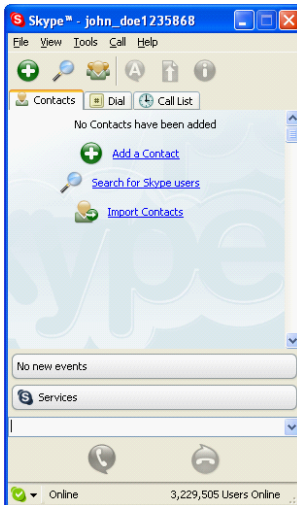 Skype™ - john_doe1235868
File View Tools Call Help
Contacts Dial Call List
No Contacts have been added
Add a Contact
Search for Skype users
Import Contacts
No new events
Services
Online 3,229,505 Users Online